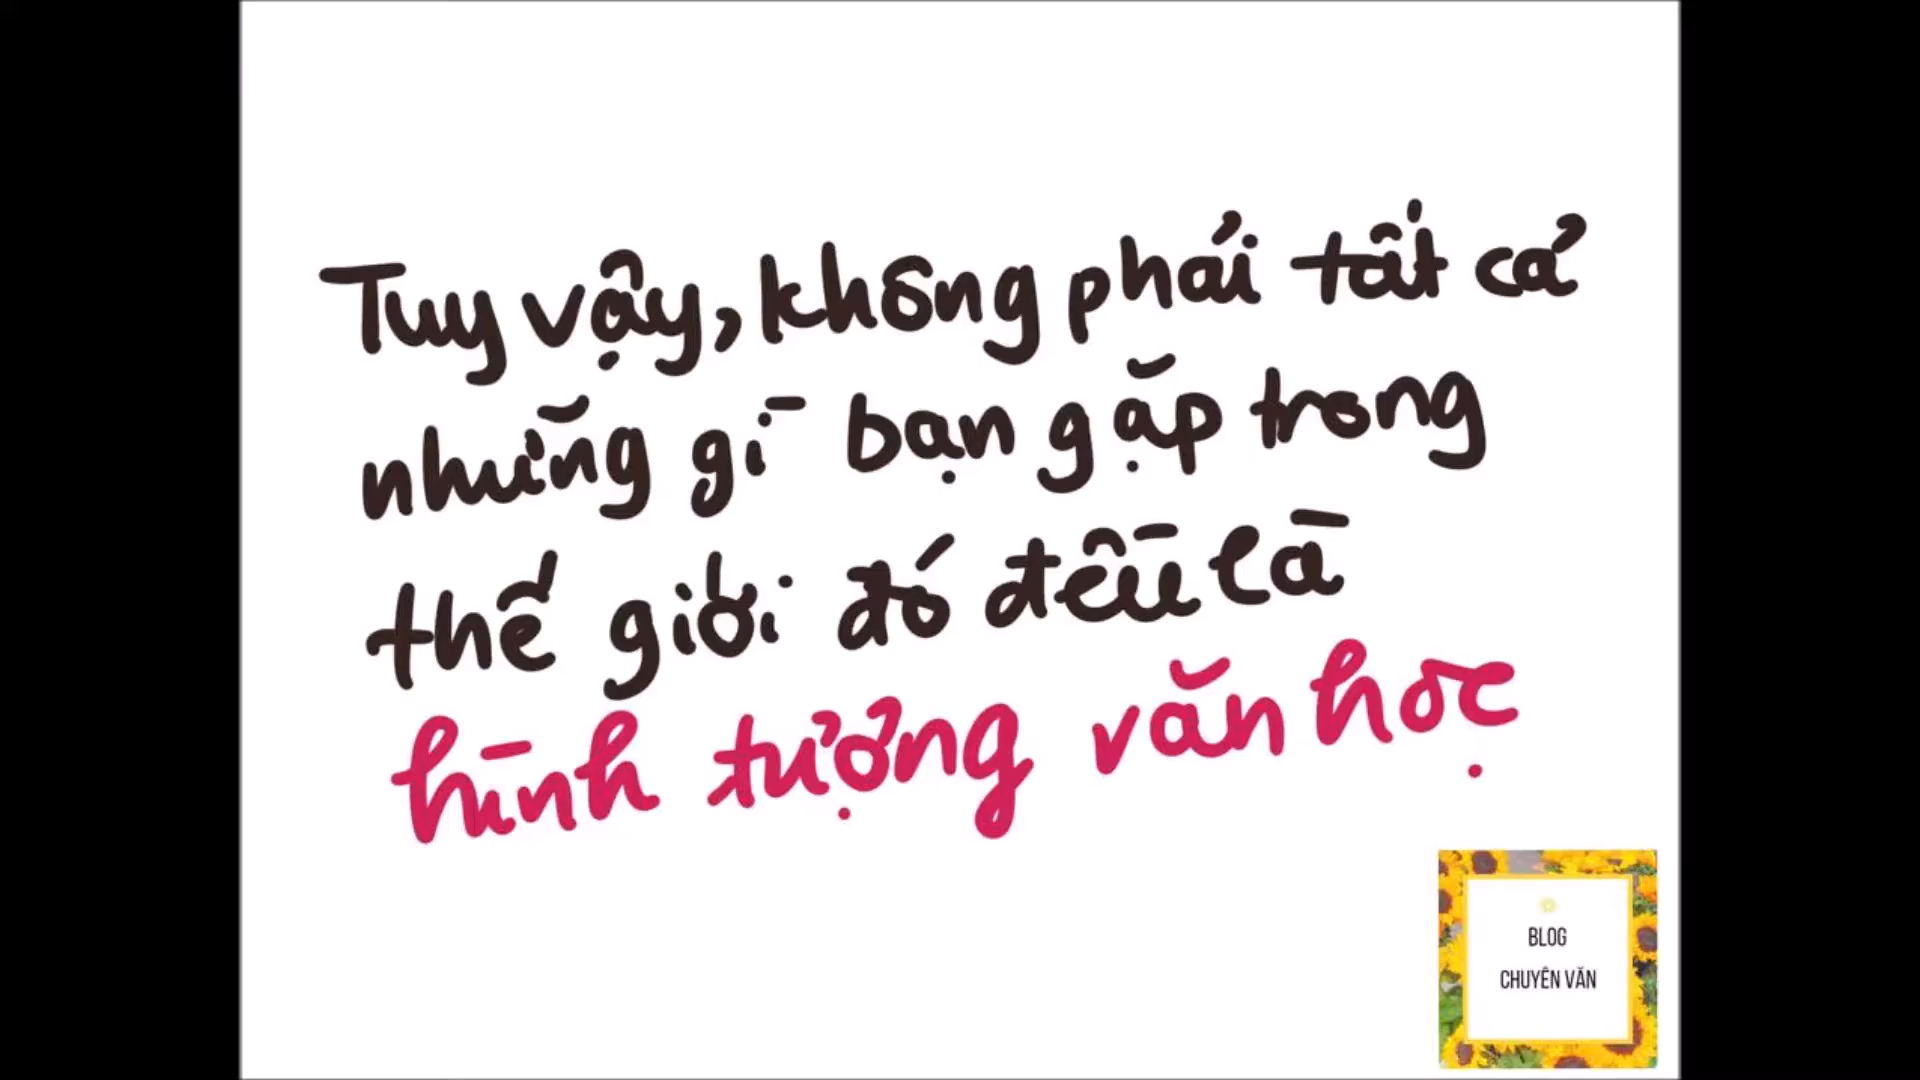 Tuy vậy, không phải tất cả
những gì bạn gặp trong
thế giới đó đều là
hình tượng văn học
BLOG
CHUYÊN VĂN